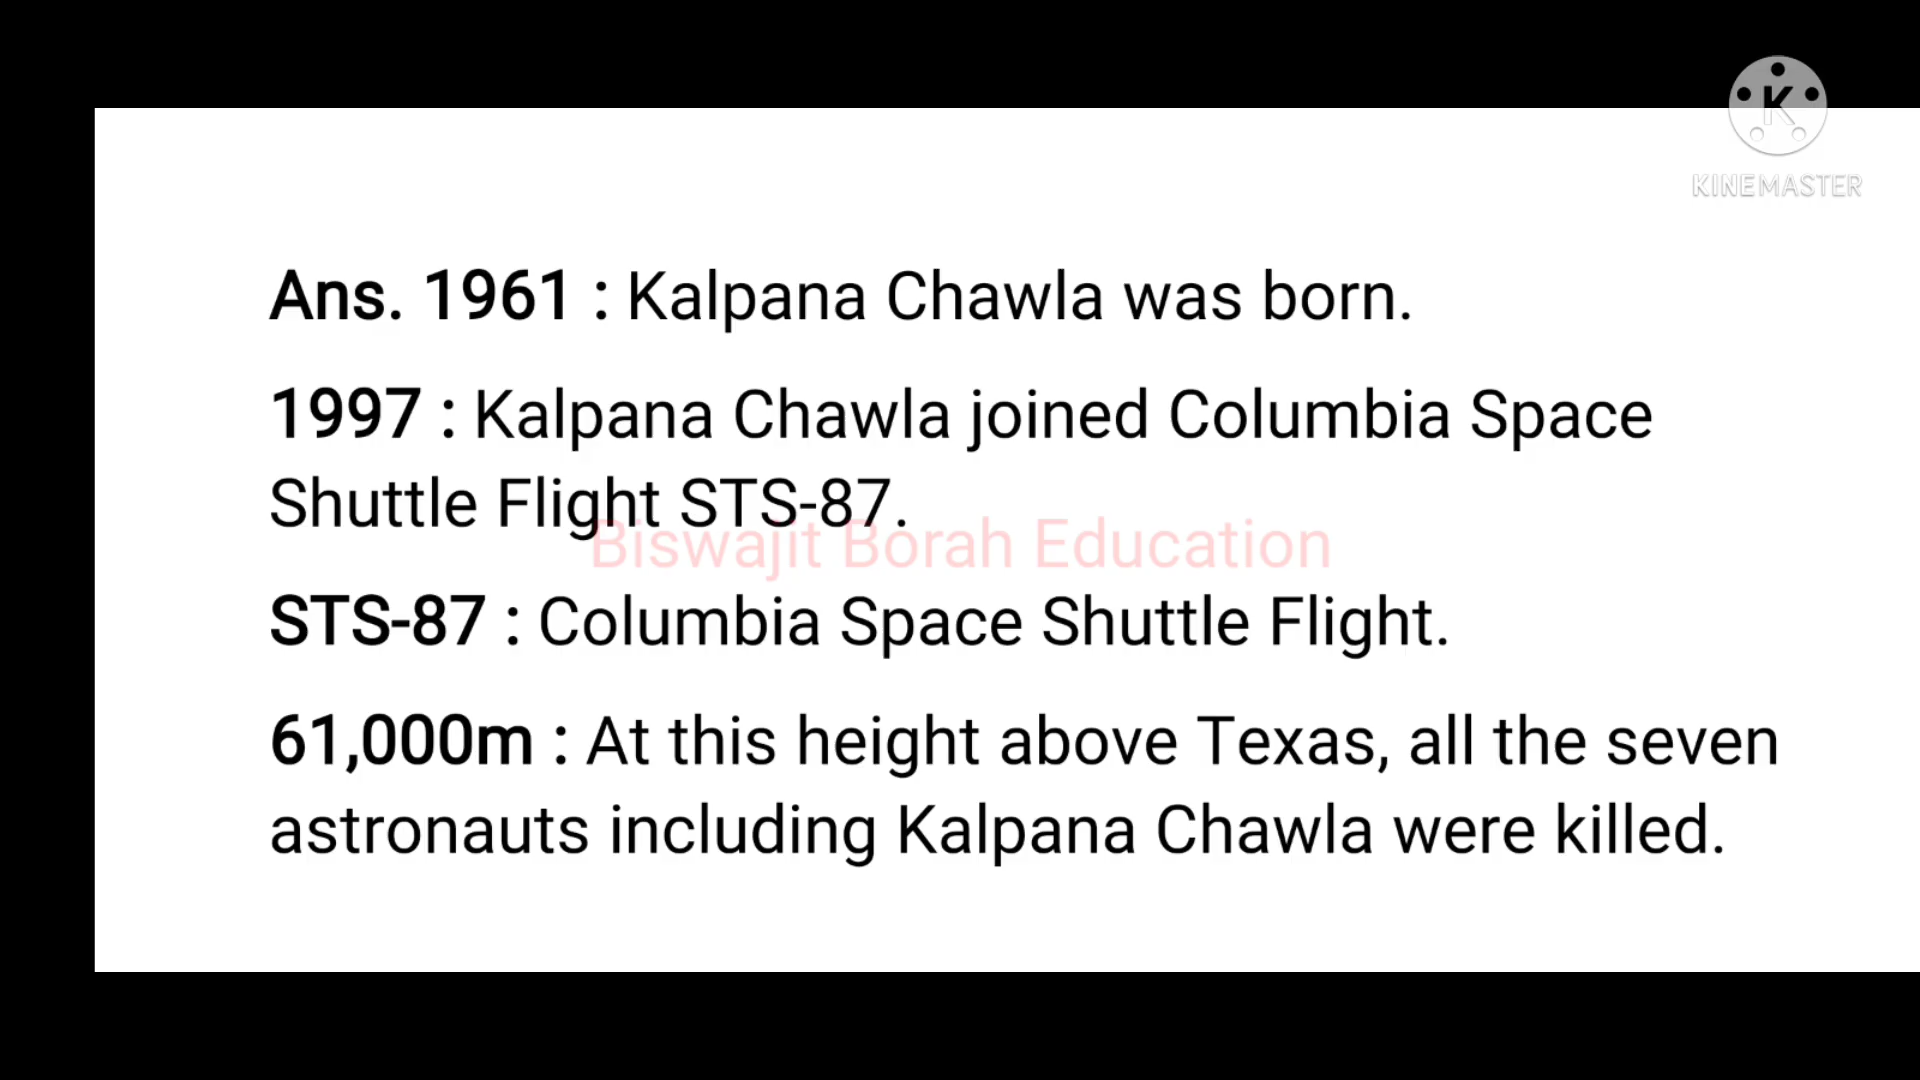 K
KINEMASTER
Ans. 1961 : Kalpana Chawla was born.
1997 : Kalpana Chawla joined Columbia Space
Shuttle Flight STS-87.
Biswajit Borah Education
STS-87 : Columbia Space Shuttle Flight.
61,000m : At this height above Texas, all the seven
astronauts including Kalpana Chawla were killed.